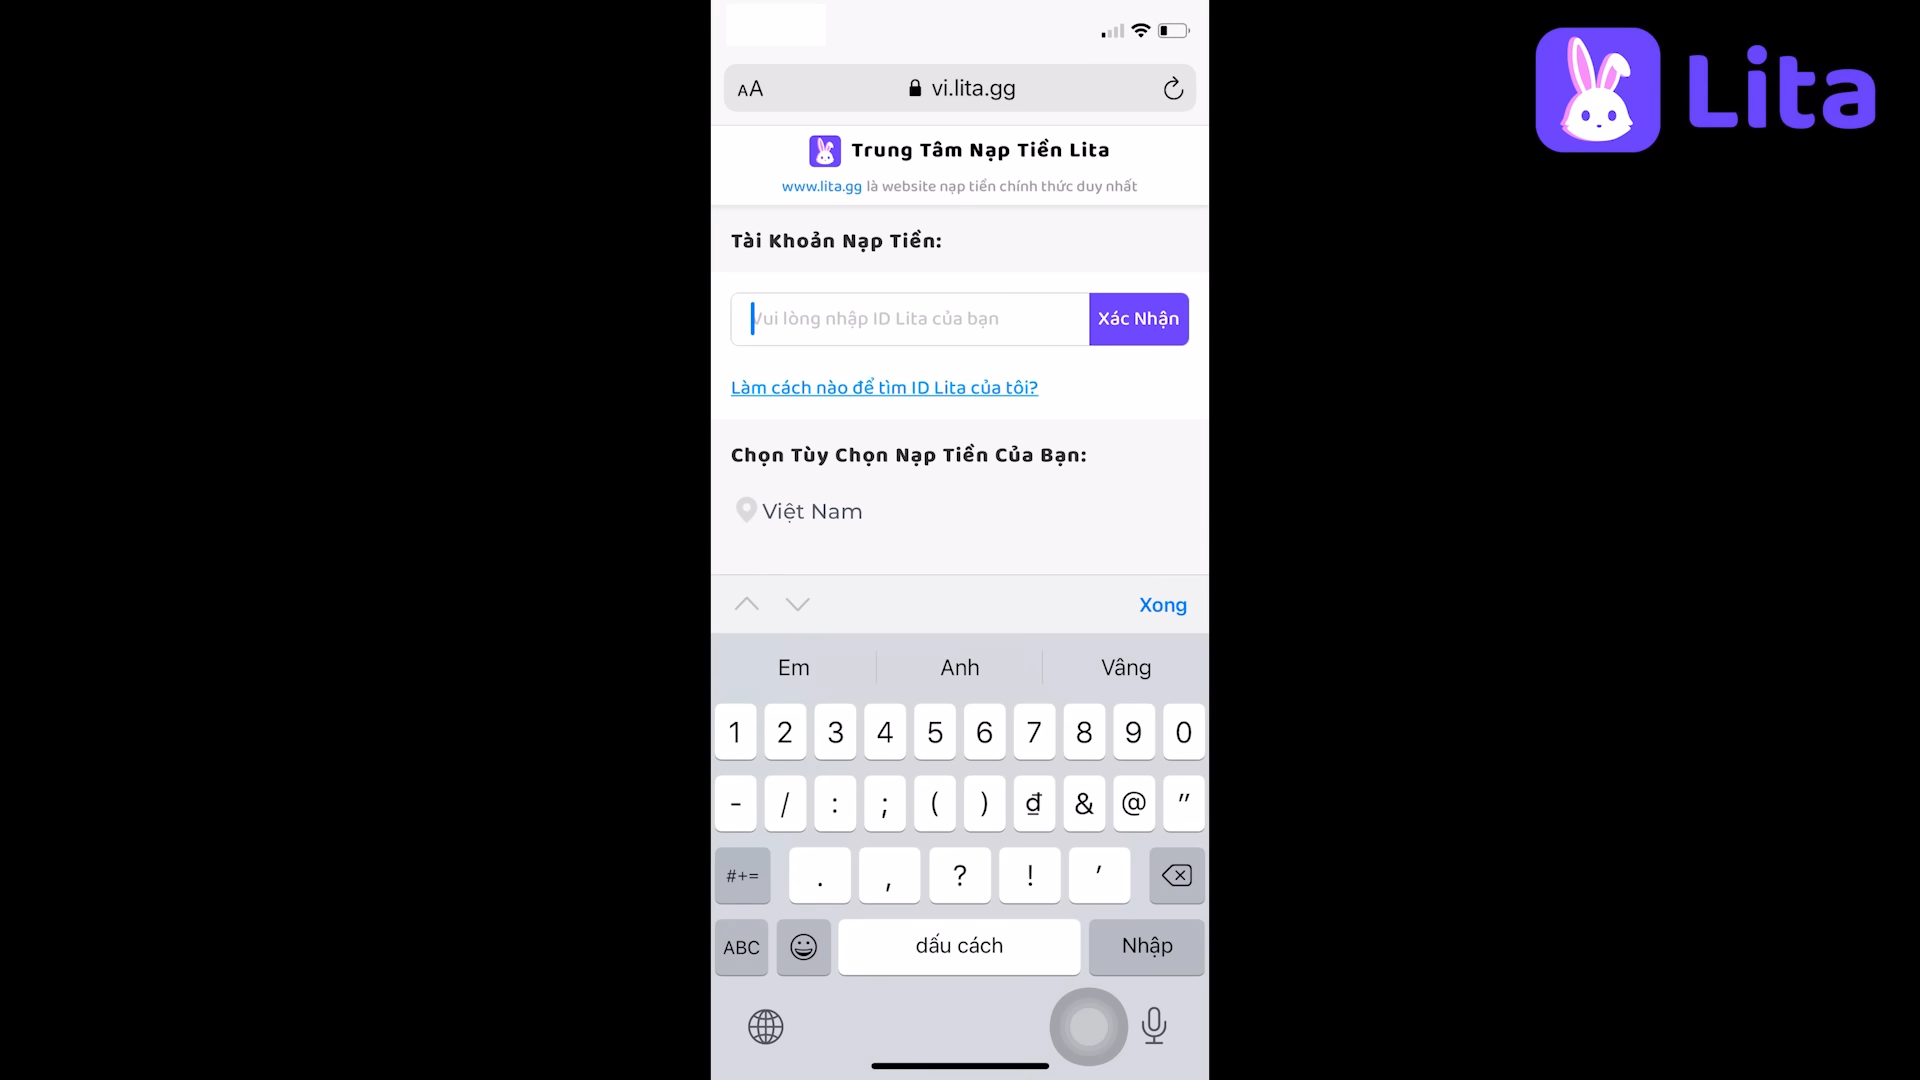 Lita
AA vi.lita.gg
Trung Tâm Nạp Tiền Lita
www.lita.gg là website nạp tiền chính thức duy nhất
Tài Khoản Nạp Tiền:
Vui lòng nhập ID Lita của bạn Xác Nhận
Làm cách nào để tìm ID Lita của tôi?
Chọn Tùy Chọn Nạp Tiền Của Bạn:
Việt Nam
Xong
Em Anh Vâng
1 2 3 4 5 6 7 8 9 0
- / : ; ( ) ₫ & @ "
#+= . , ? ! '
ABC dấu cách Nhập